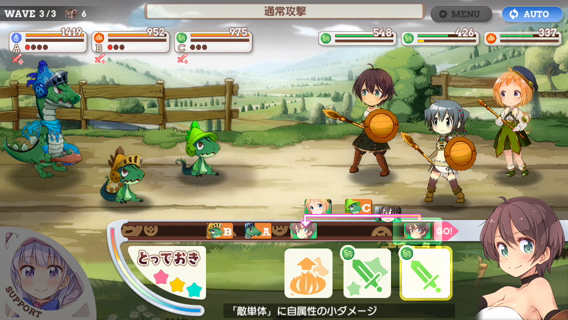 WAVE 3/3 6
通常攻撃
MENU
AUTO
1419
B 952
C 975
548
426
337
C
B A GO!
とっておき
SUPPORT
「敵単体」に自属性の小ダメージ